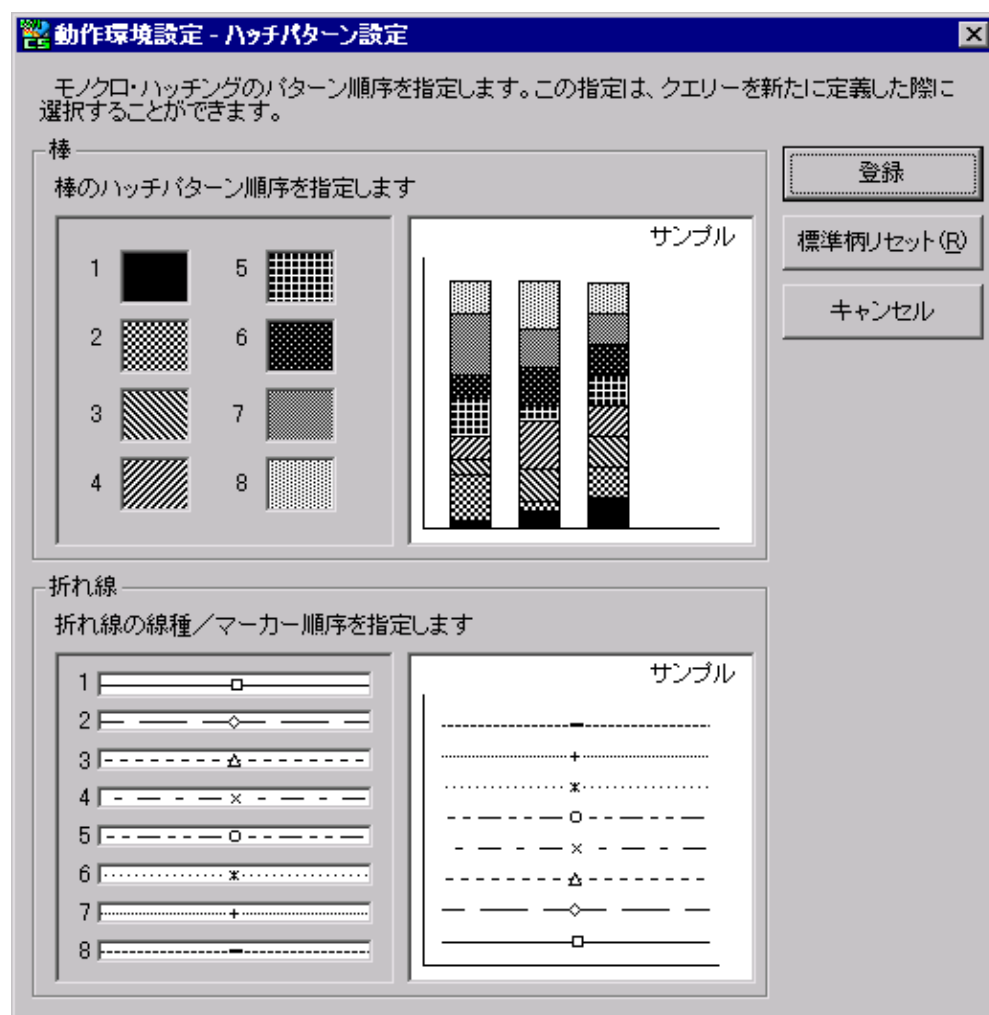 動作環境設定 - ハッチパターン設定
モノクロ・ハッチングのパターン順序を指定します。この指定は、クエリーを新たに定義した際に
選択することができます。
棒
棒のハッチパターン順序を指定します
サンプル
1
5
2
6
3
7
4
8
登録
標準柄リセット(R)
キャンセル
折れ線
折れ線の線種／マーカー順序を指定します
サンプル
1
2
3
4
5
6
7
8